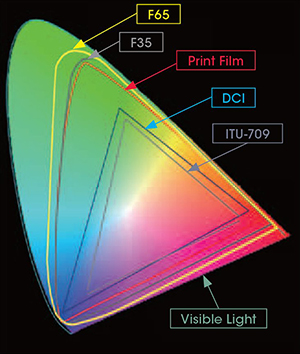 F65
F35
Print Film
DCI
ITU-709
Visible Light